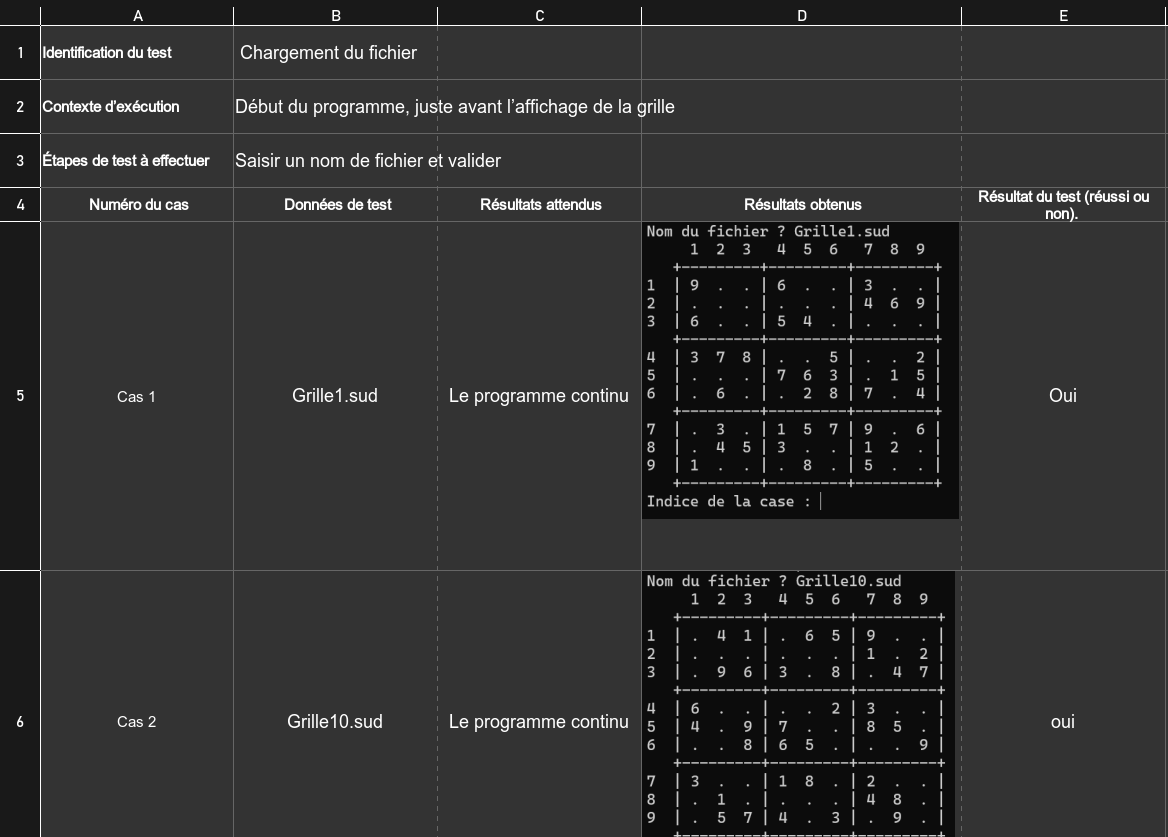 A B C D E
1 Identification du test Chargement du fichier
2 Contexte d'exécution Début du programme, juste avant l'affichage de la grille
3 Étapes de test à effectuer Saisir un nom de fichier et valider
4 Numéro du cas Données de test Résultats attendus Résultats obtenus Résultat du test (réussi ou
non).
5 Cas 1 Grille1.sud Le programme continu Oui
Nom du fichier ? Grille1.sud
1 2 3 4 5 6 7 8 9
+---------+---------+---------+
1 | 9 . . | 6 . . | 3 . . |
2 | . . . | . . . | 4 6 9 |
3 | 6 . . | 5 4 . | . . . |
+---------+---------+---------+
4 | 3 7 8 | . . 5 | . . 2 |
5 | . . . | 7 6 3 | . 1 5 |
6 | . 6 . | . 2 8 | 7 . 4 |
+---------+---------+---------+
7 | . 3 . | 1 5 7 | 9 . 6 |
8 | . 4 5 | 3 . . | 1 2 . |
9 | 1 . . | . 8 . | 5 . . |
+---------+---------+---------+
Indice de la case : |
6 Cas 2 Grille10.sud Le programme continu oui
Nom du fichier ? Grille10.sud
1 2 3 4 5 6 7 8 9
+---------+---------+---------+
1 | . 4 1 | . 6 5 | 9 . . |
2 | . . . | . . . | 1 . 2 |
3 | . 9 6 | 3 . 8 | . 4 7 |
+---------+---------+---------+
4 | 6 . . | . . 2 | 3 . . |
5 | 4 . 9 | 7 . . | 8 5 . |
6 | . . 8 | 6 5 . | . . 9 |
+---------+---------+---------+
7 | 3 . . | 1 8 . | 2 . . |
8 | . 1 . | . . . | 4 8 . |
9 | . 5 7 | 4 . 3 | . 9 . |
+---------+---------+---------+